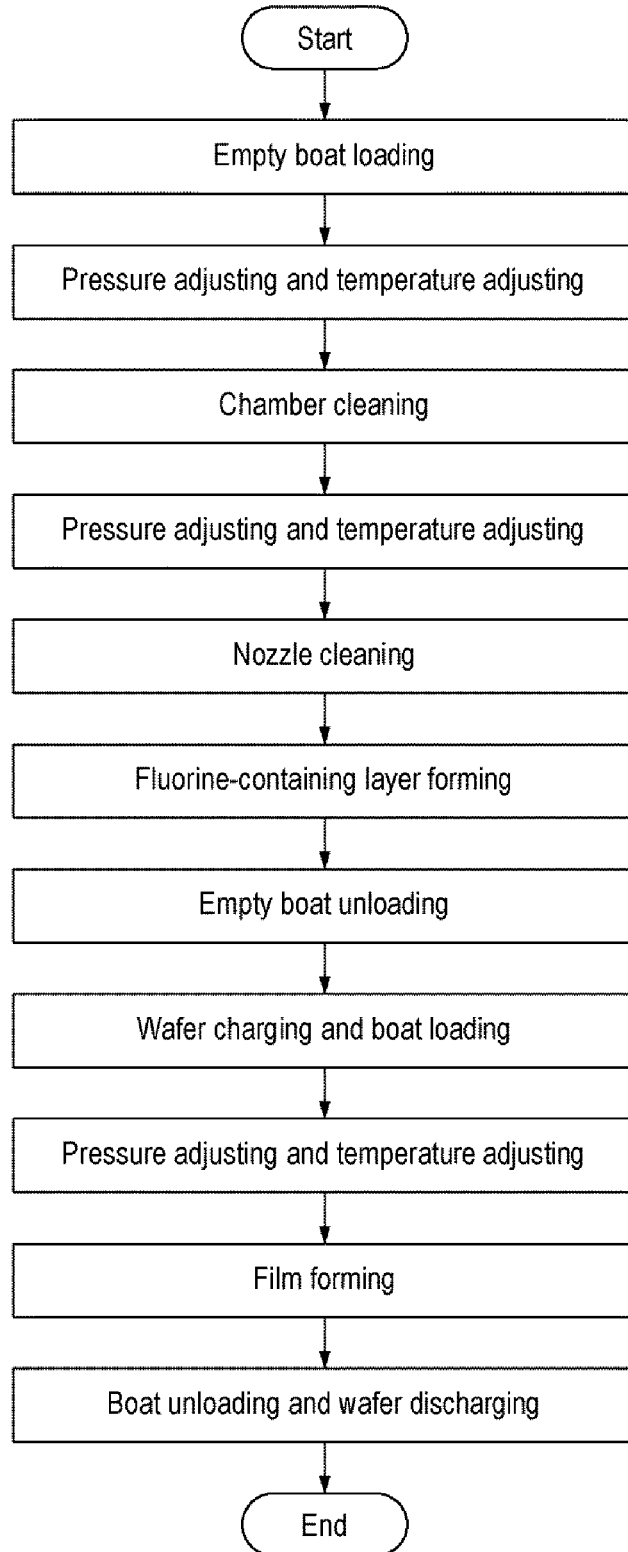 Start
Empty boat loading
Pressure adjusting and temperature adjusting
Chamber cleaning
Pressure adjusting and temperature adjusting
Nozzle cleaning
Fluorine-containing layer forming
Empty boat unloading
Wafer charging and boat loading
Pressure adjusting and temperature adjusting
Film forming
Boat unloading and wafer discharging
End